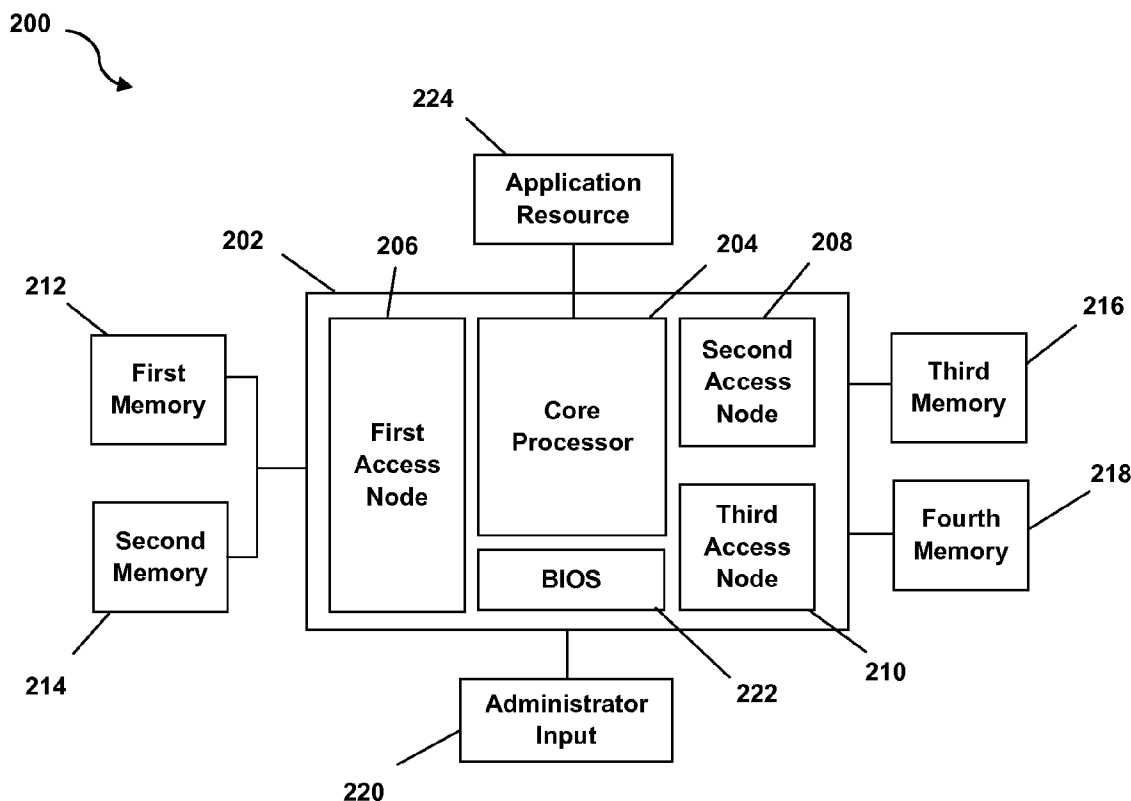 200
224
Application
Resource
202
206
204
208
212
216
First
Memory
Second
Access
Node
Third
Memory
Core
Processor
First
Access
Node
218
Second
Memory
Third
Access
Node
Fourth
Memory
BIOS
214
222
210
Administrator
Input
220